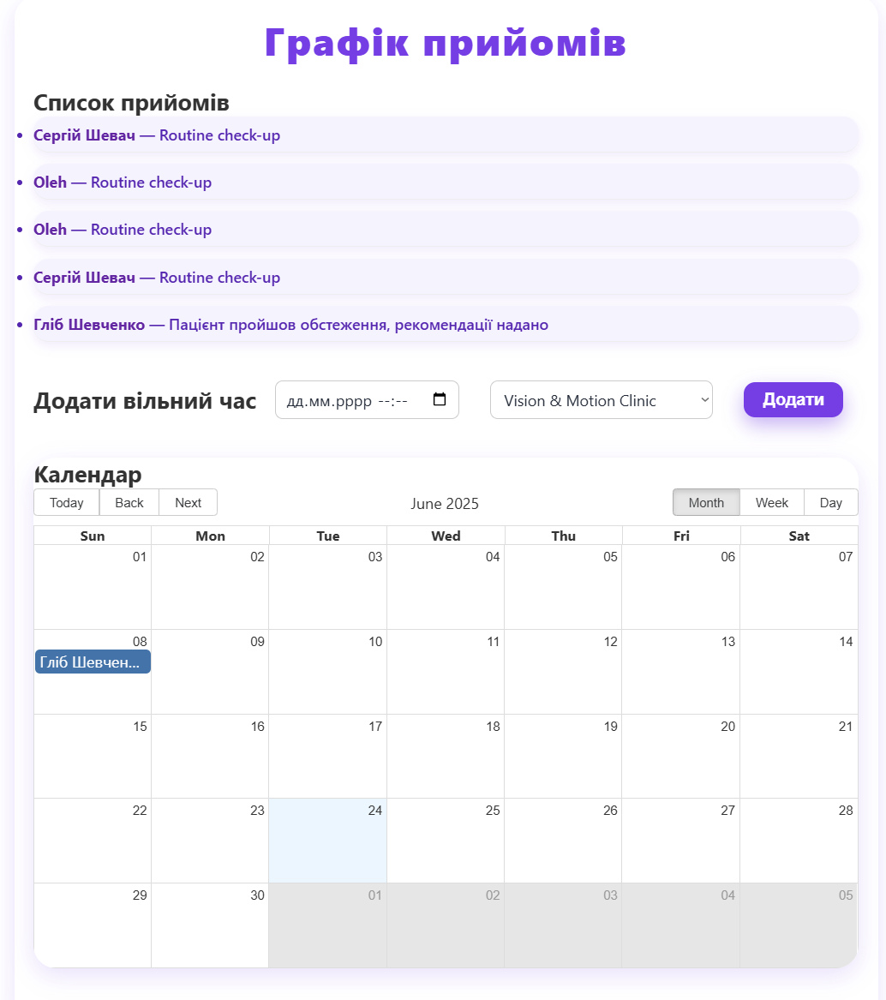 Графік прийомів
Список прийомів
Сергій Шевач — Routine check-up
Oleh — Routine check-up
Oleh — Routine check-up
Сергій Шевач — Routine check-up
Гліб Шевченко — Пацієнт пройшов обстеження, рекомендації надано
Додати вільний час дд.мм.рррр --:-- Vision & Motion Clinic Додати
Календар
Today Back Next June 2025 Month Week Day
Sun Mon Tue Wed Thu Fri Sat
01 02 03 04 05 06 07
08 09 10 11 12 13 14
Гліб Шевчен...
15 16 17 18 19 20 21
22 23 24 25 26 27 28
29 30 01 02 03 04 05